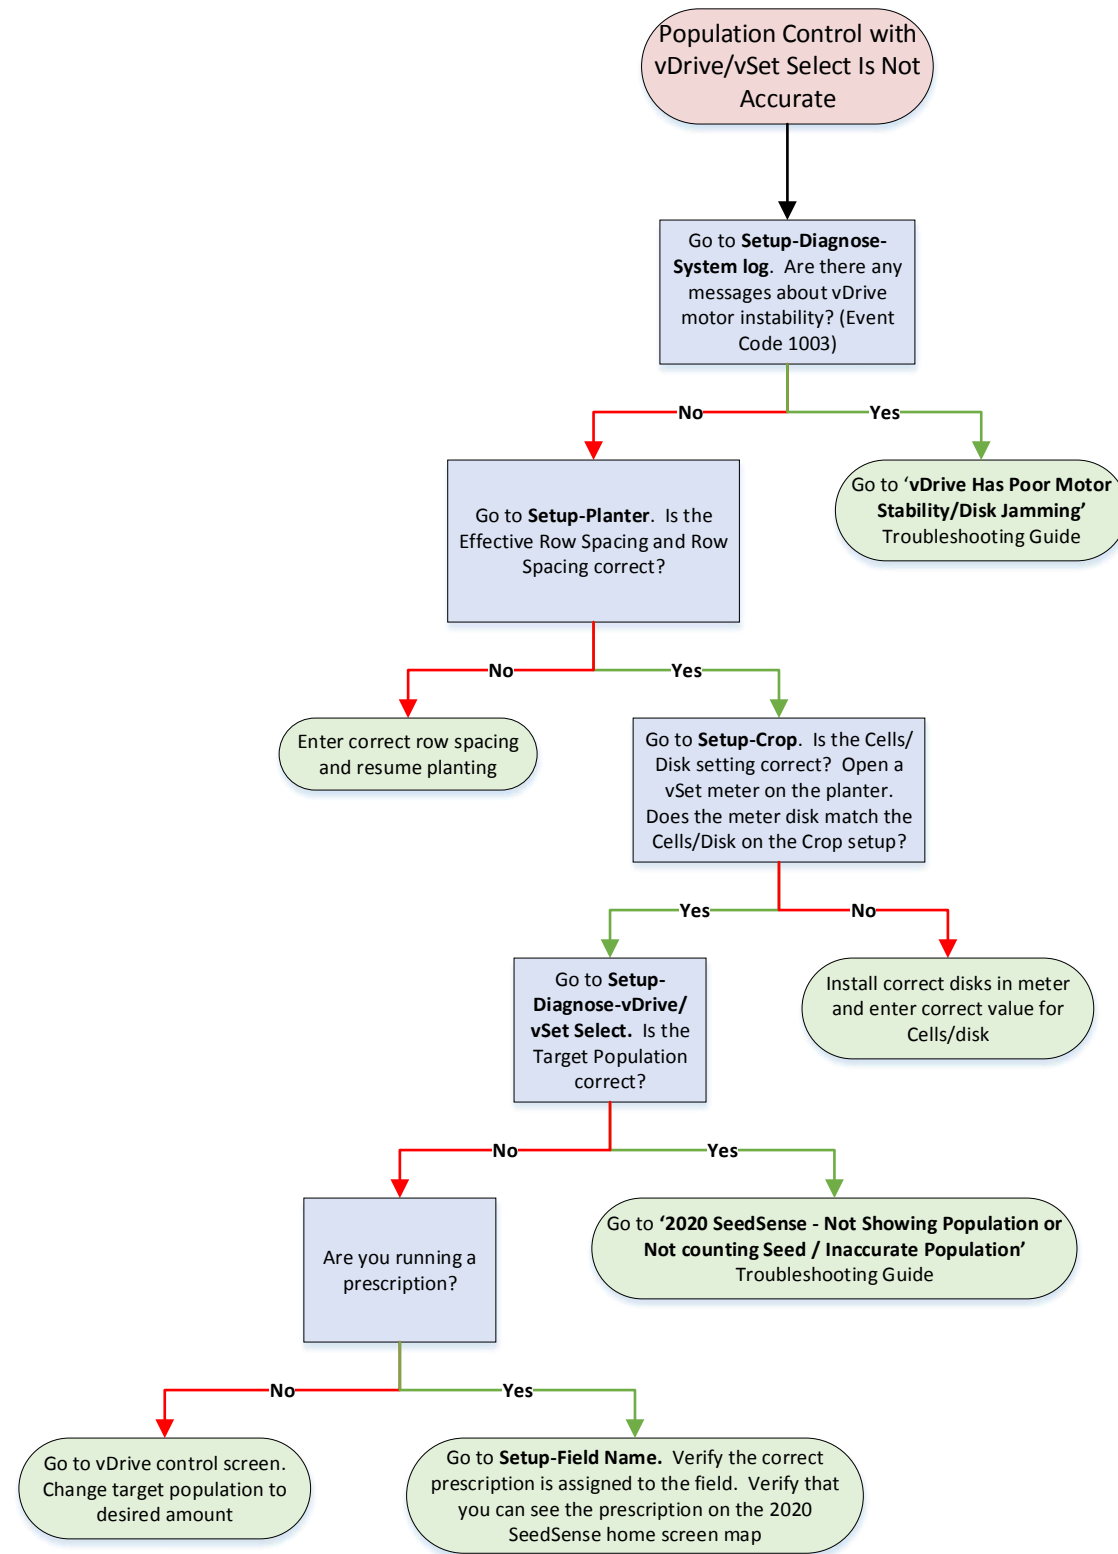 Population Control with
vDrive/vSet Select Is Not
Accurate
Go to Setup-Diagnose-
System log.  Are there any
messages about vDrive
motor instability? (Event
Code 1003)
No
Yes
Go to ‘vDrive Has Poor Motor
Stability/Disk Jamming’
Troubleshooting Guide
Go to Setup-Planter.  Is the
Effective Row Spacing and Row
Spacing correct?
No
Yes
Enter correct row spacing
and resume planting
Go to Setup-Crop.  Is the Cells/
Disk setting correct?  Open a
vSet meter on the planter.
Does the meter disk match the
Cells/Disk on the Crop setup?
Yes
No
Go to Setup-
Diagnose-vDrive/
vSet Select.  Is the
Target Population
correct?
Install correct disks in meter
and enter correct value for
Cells/disk
No
Yes
Go to ‘2020 SeedSense - Not Showing Population or
Not counting Seed / Inaccurate Population’
Troubleshooting Guide
Are you running a
prescription?
No
Yes
Go to vDrive control screen.
Change target population to
desired amount
Go to Setup-Field Name.  Verify the correct
prescription is assigned to the field.  Verify that
you can see the prescription on the 2020
SeedSense home screen map